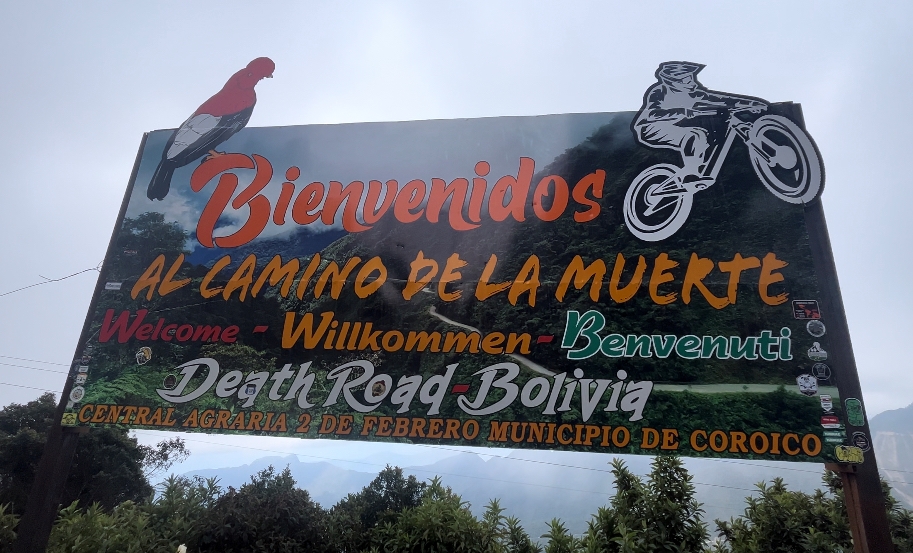 Bienvenidos
AL CAMINO DE LA MUERTE
Welcome - Willkommen - Benvenuti
Death Road - Bolivia
CENTRAL AGRARIA 2 DE FEBRERO MUNICIPIO DE COROICO